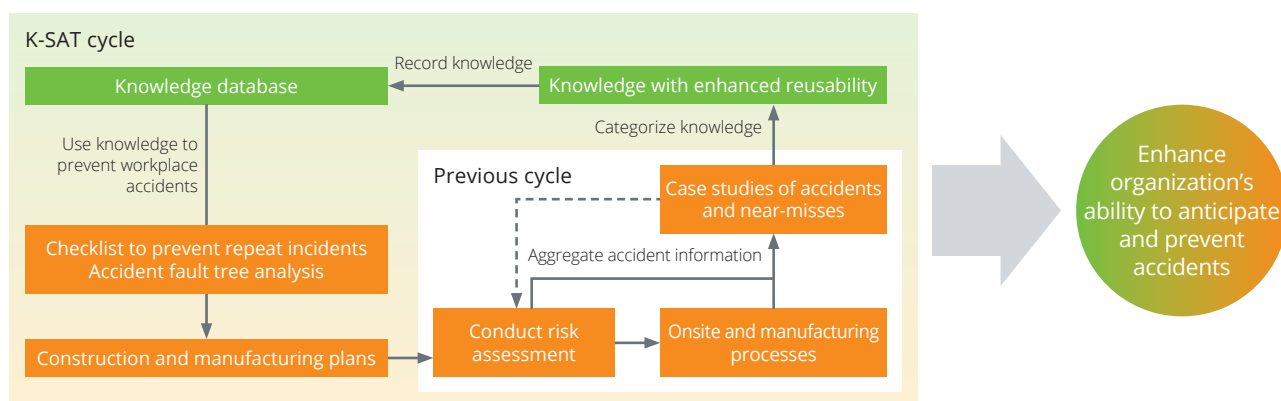 K-SAT cycle
Record knowledge
Knowledge database
Knowledge with enhanced reusability
Use knowledge to
prevent workplace
accidents
Categorize knowledge
Previous cycle
Case studies of accidents
and near-misses
Checklist to prevent repeat incidents
Accident fault tree analysis
Aggregate accident information
Construction and manufacturing plans
Conduct risk
assessment
Onsite and manufacturing
processes
Enhance
organization’s
ability to anticipate
and prevent
accidents